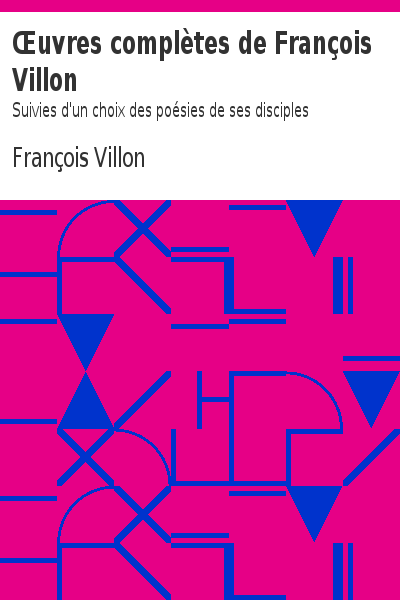 Œuvres complètes de François
Villon
Suivies d'un choix des poésies de ses disciples
François Villon